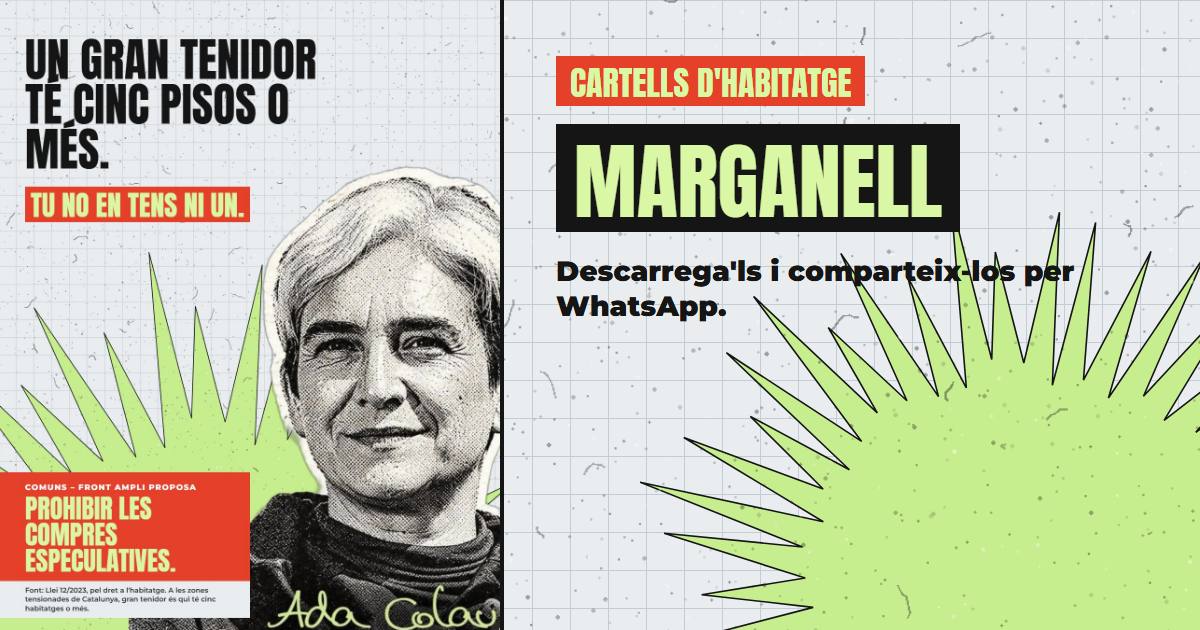 UN GRAN TENIDOR
TÉ CINC PISOS O
MÉS.
TU NO EN TENS NI UN.
COMUNS – FRONT AMPLI PROPOSA
PROHIBIR LES
COMPRES
ESPECULATIVES.
Font: Llei 12/2023, pel dret a l'habitatge. A les zones
tensionades de Catalunya, gran tenidor és qui té cinc
habitatges o més.
Ada Colau
CARTELLS D'HABITATGE
MARGANELL
Descarrega'ls i comparteix-los per
WhatsApp.